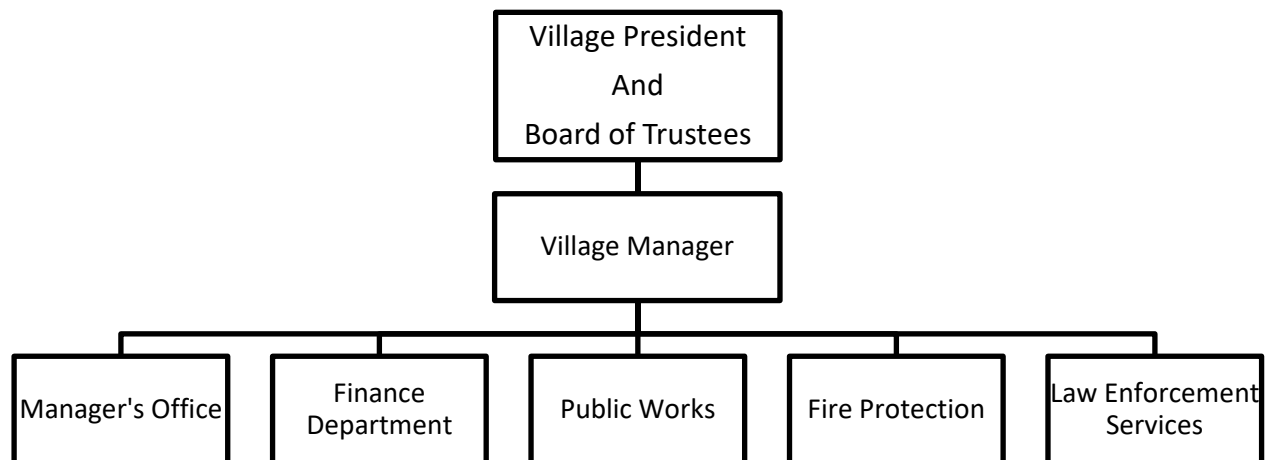 Village President
And
Board of Trustees
Village Manager
Manager's Office
Finance
Department
Public Works
Fire Protection
Law Enforcement
Services